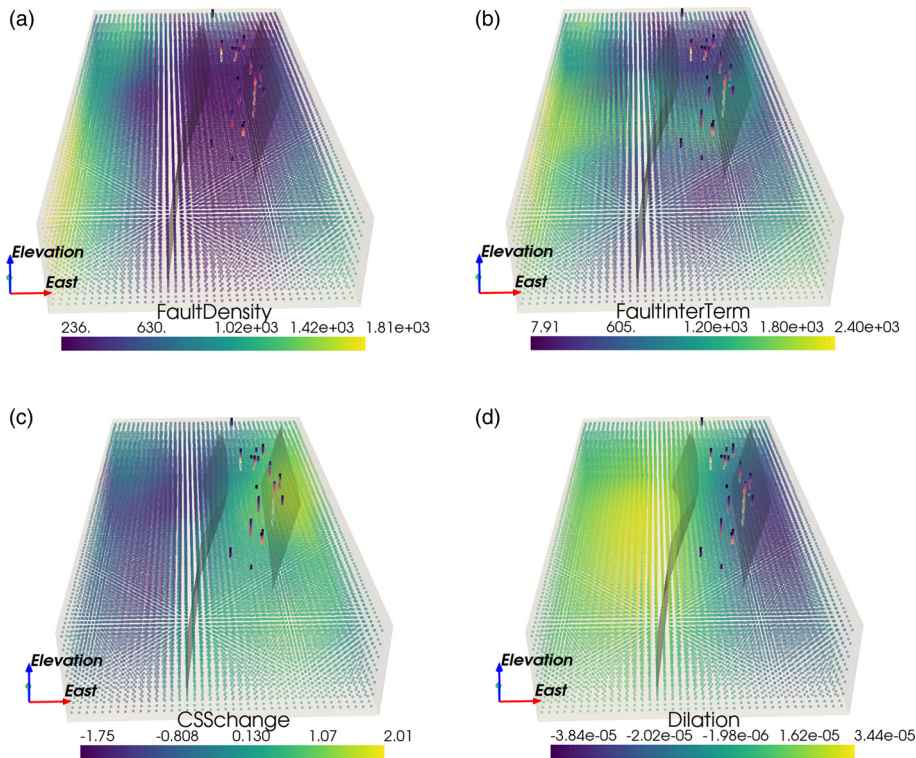 (a)
Elevation
East
FaultDensity
236. 630. 1.02e+03 1.42e+03 1.81e+03
(b)
Elevation
East
FaultInterTerm
7.91 605. 1.20e+03 1.80e+03 2.40e+03
(c)
Elevation
East
CSSchange
-1.75 -0.808 0.130 1.07 2.01
(d)
Elevation
East
Dilation
-3.84e-05 -2.02e-05 -1.98e-06 1.62e-05 3.44e-05